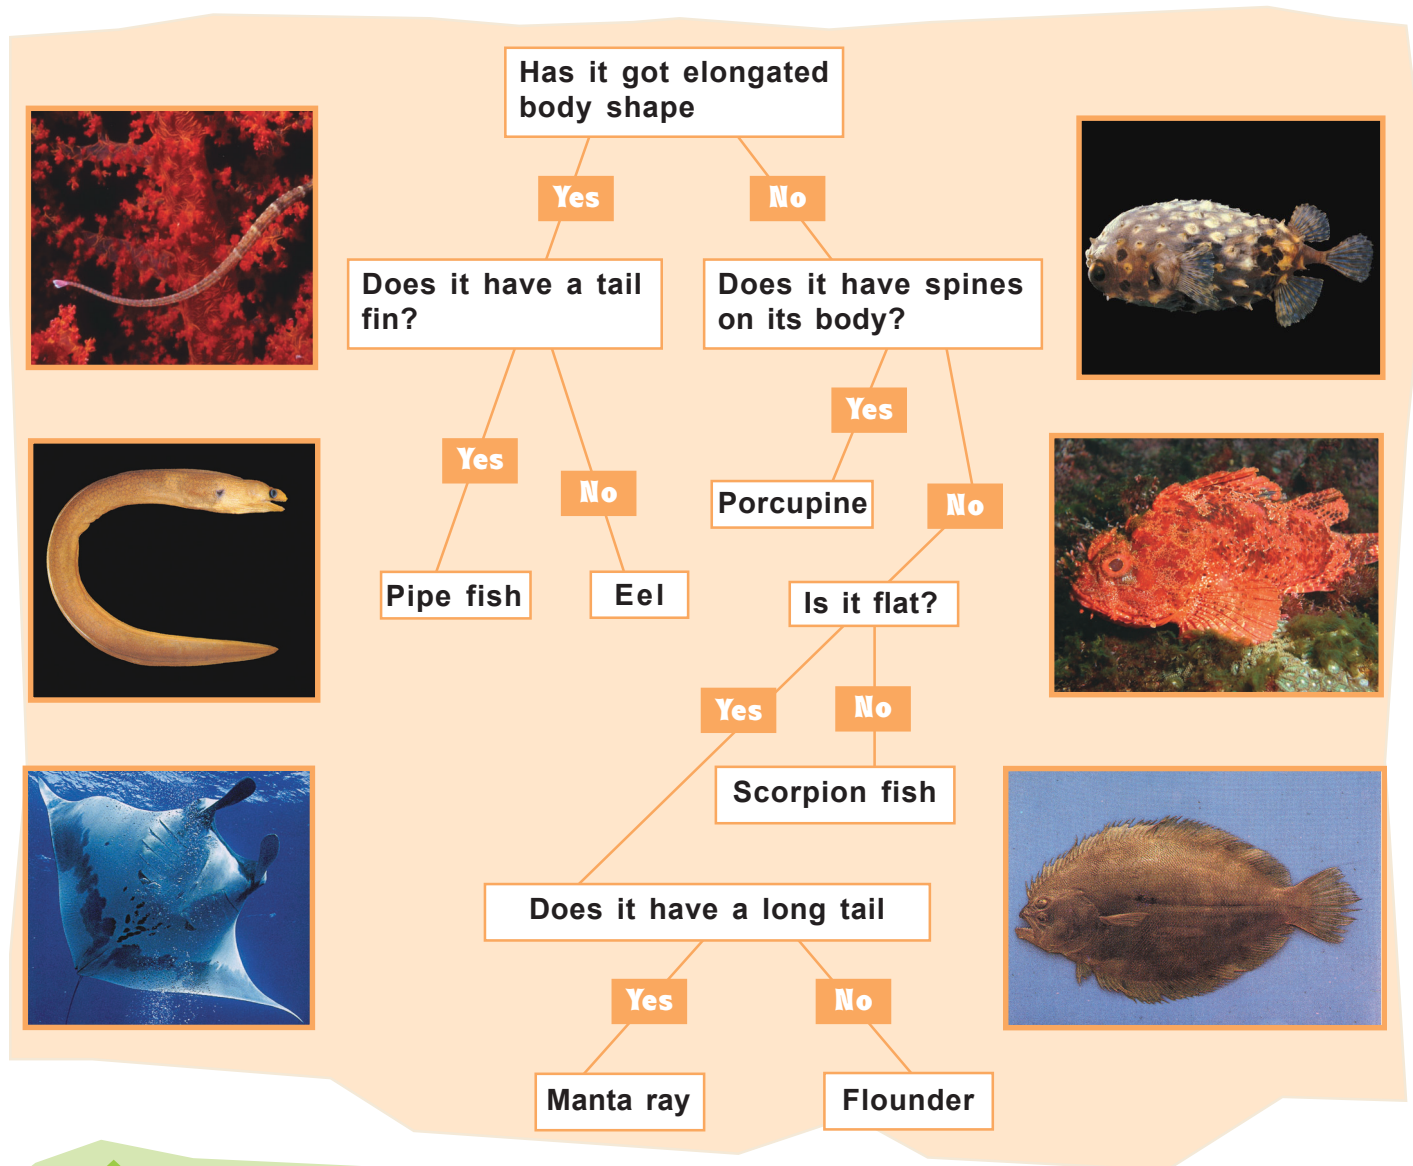 Has it got elongated
body shape
Yes
No
Does it have a tail
fin?
Does it have spines
on its body?
Yes
No
Yes
No
Porcupine
Pipe fish
Eel
Is it flat?
Yes
No
Scorpion fish
Does it have a long tail
Yes
No
Manta ray
Flounder